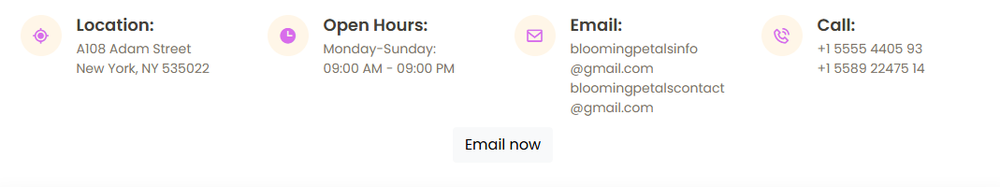 Location:
A108 Adam Street
New York, NY 535022
Open Hours:
Monday-Sunday:
09:00 AM - 09:00 PM
Email:
bloomingpetalsinfo
@gmail.com
bloomingpetalscontact
@gmail.com
Call:
+1 5555 4405 93
+1 5589 22475 14
Email now